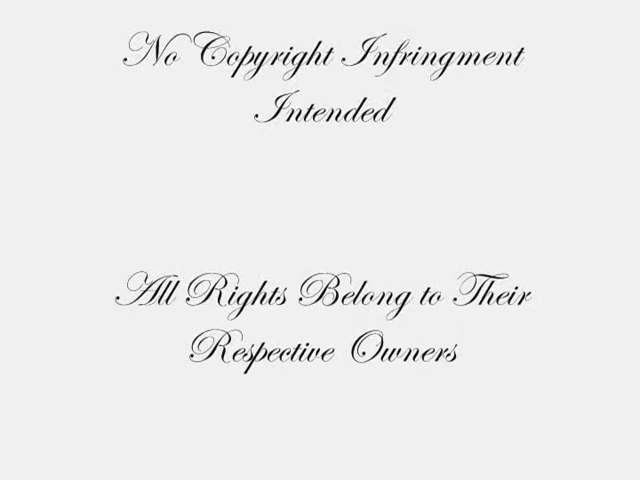 No Copyright Infringment
Intended
All Rights Belong to Their
Respective Owners